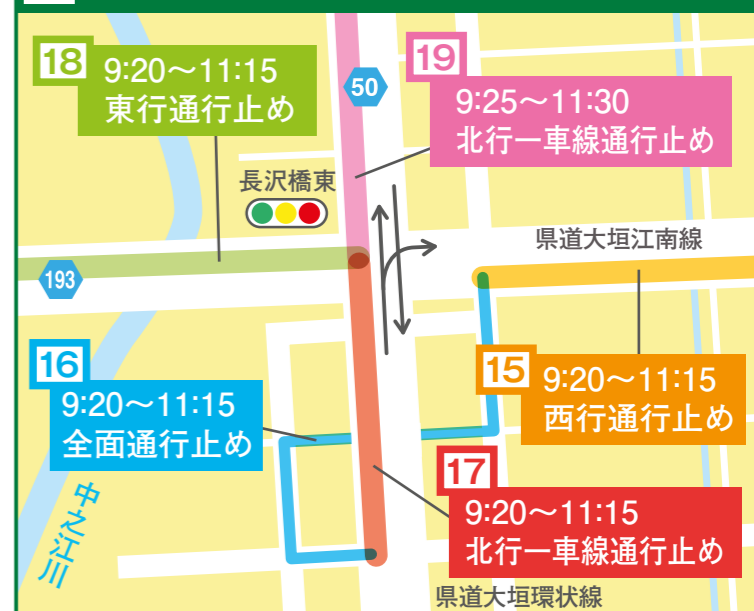 18
9:20〜11:15
東行通行止め
50
19
9:25〜11:30
北行一車線通行止め
長沢橋東
県道大垣江南線
193
16
9:20〜11:15
全面通行止め
15
9:20〜11:15
西行通行止め
中之江川
17
9:20〜11:15
北行一車線通行止め
県道大垣環状線